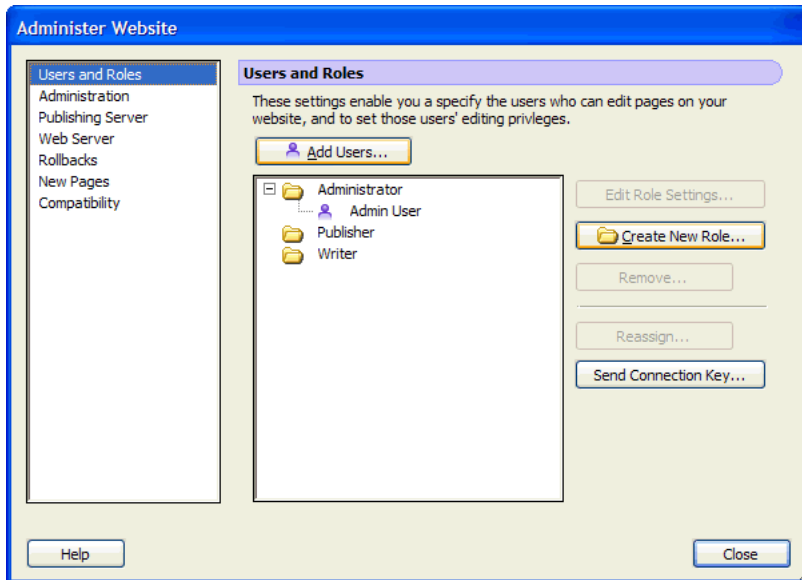 Administer Website
Users and Roles
Administration
Publishing Server
Web Server
Rollbacks
New Pages
Compatibility
Users and Roles
These settings enable you a specify the users who can edit pages on your
website, and to set those users' editing privleges.
Add Users...
Administrator
Admin User
Publisher
Writer
Edit Role Settings...
Create New Role...
Remove...
Reassign...
Send Connection Key...
Help
Close